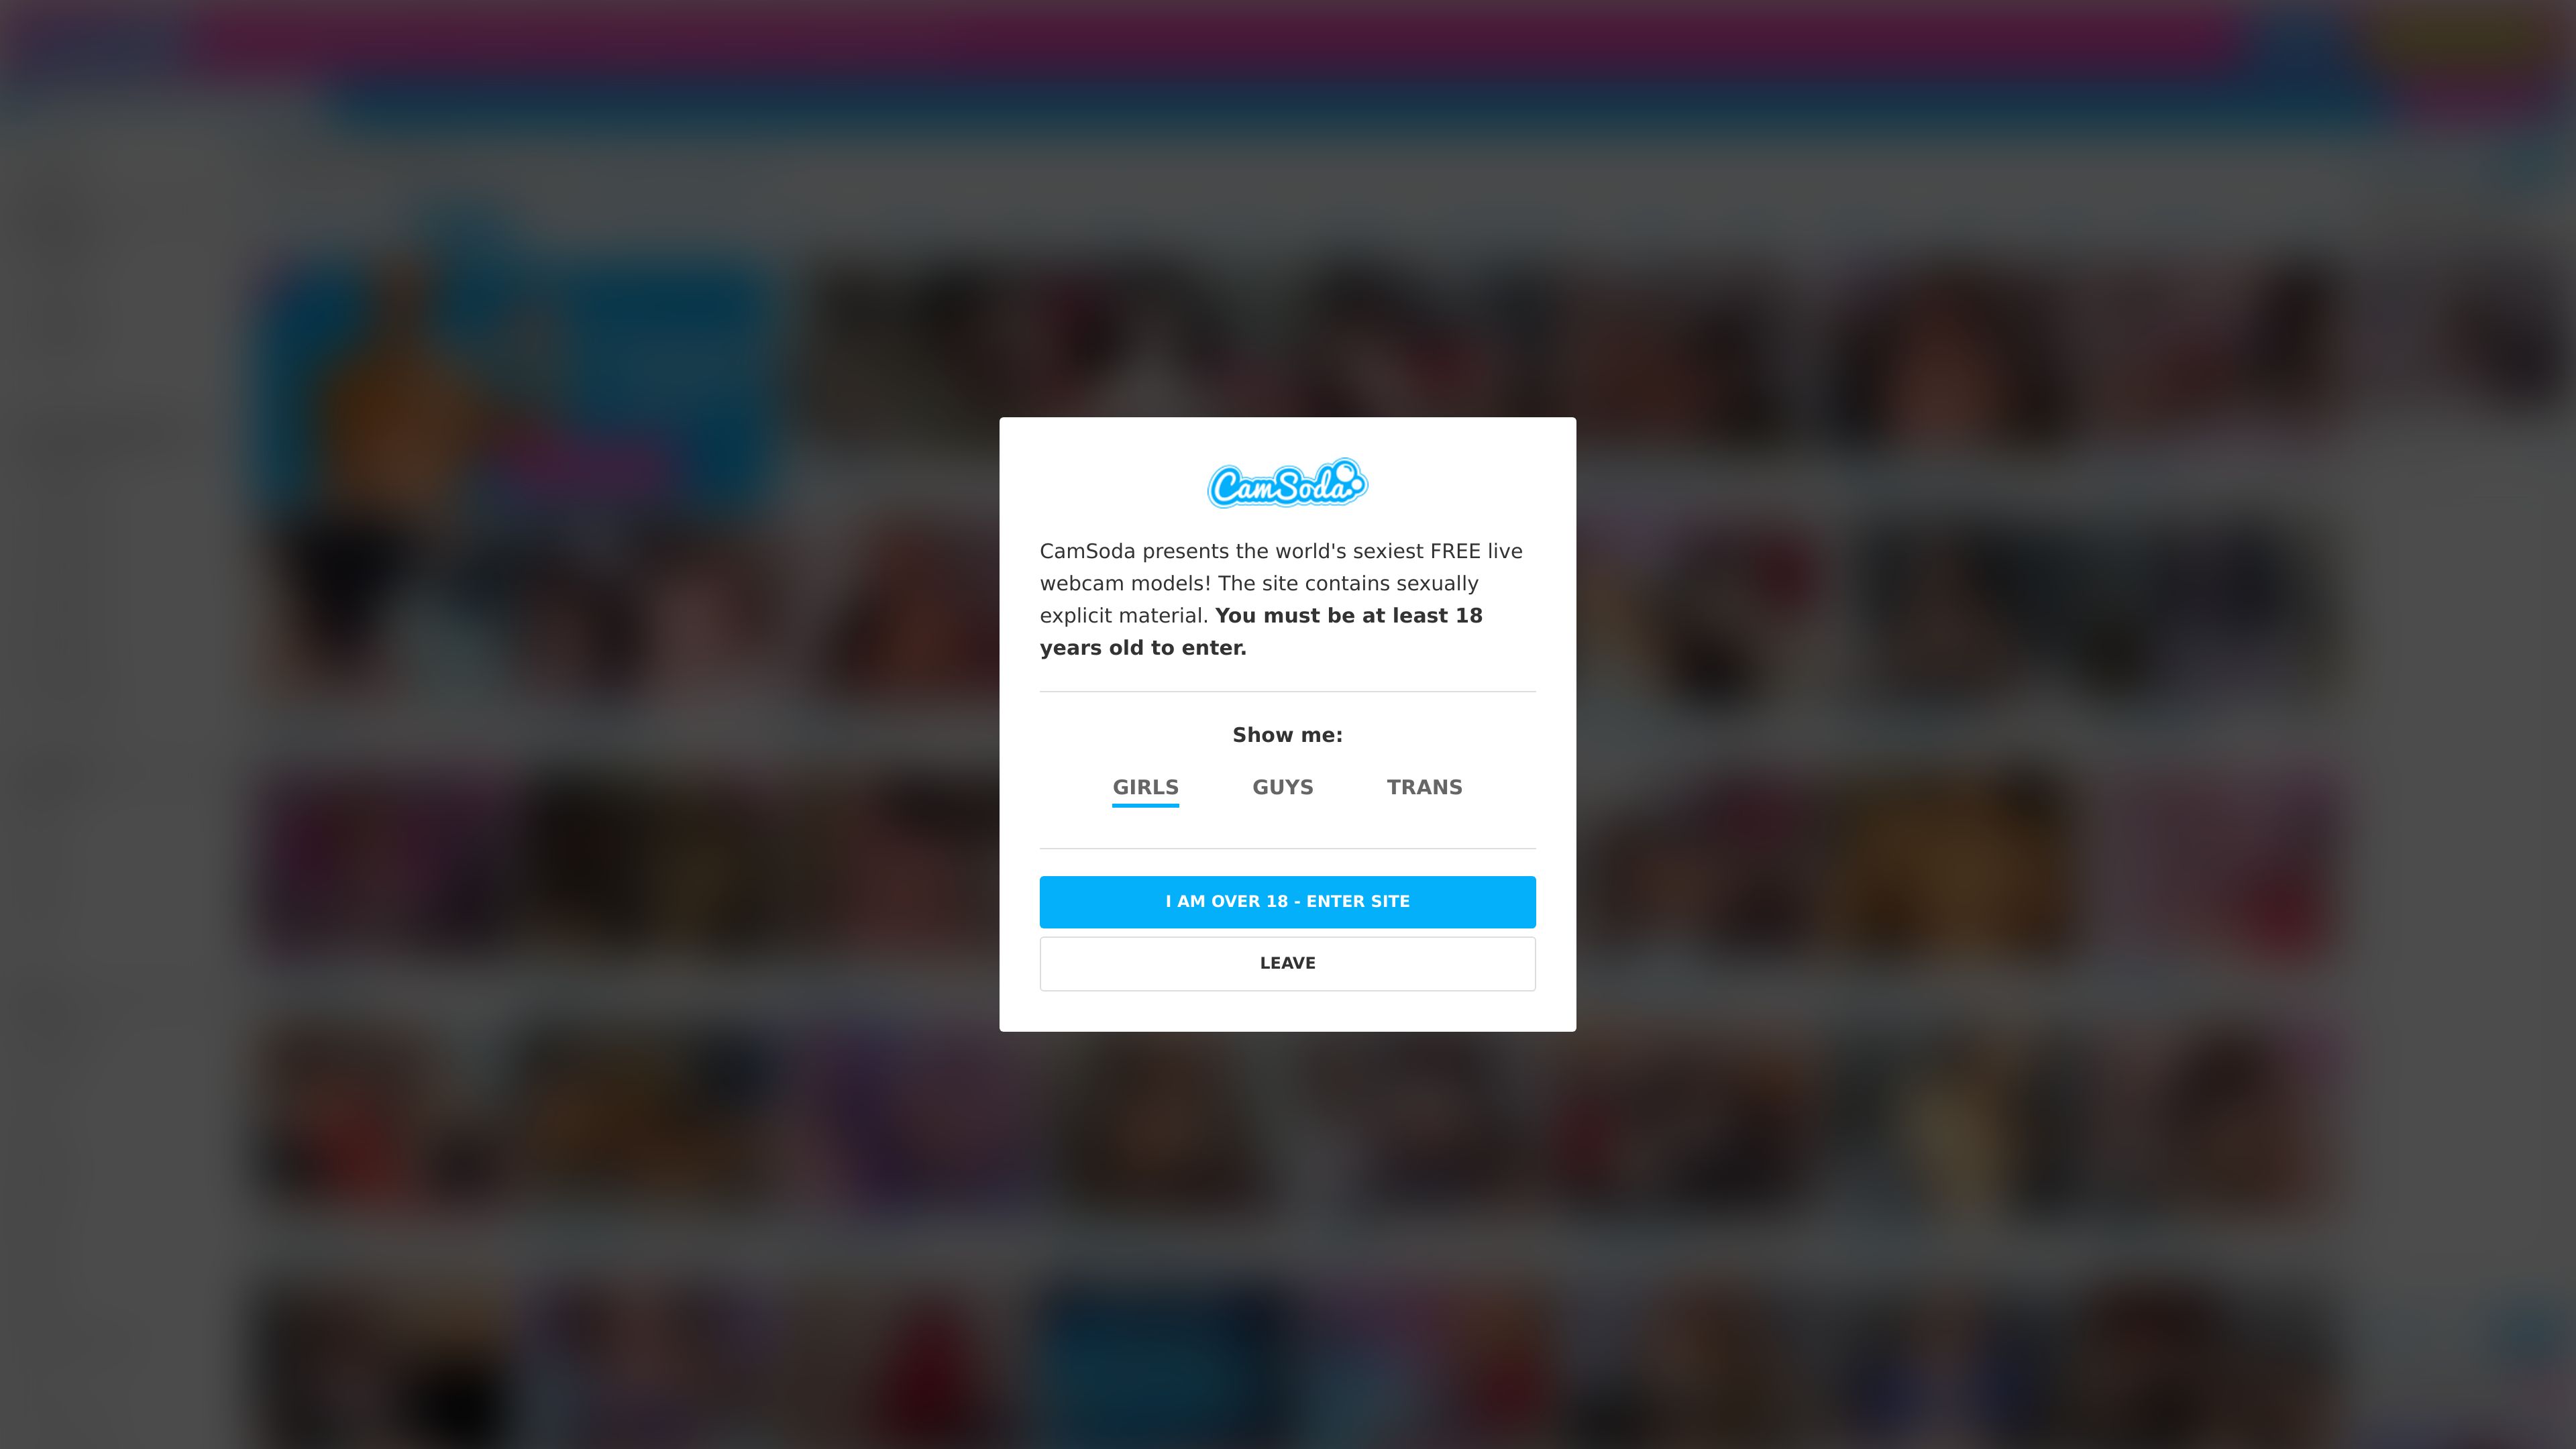 CamSoda
CamSoda presents the world's sexiest FREE live
webcam models! The site contains sexually
explicit material. You must be at least 18
years old to enter.
Show me:
GIRLS GUYS TRANS
I AM OVER 18 - ENTER SITE
LEAVE